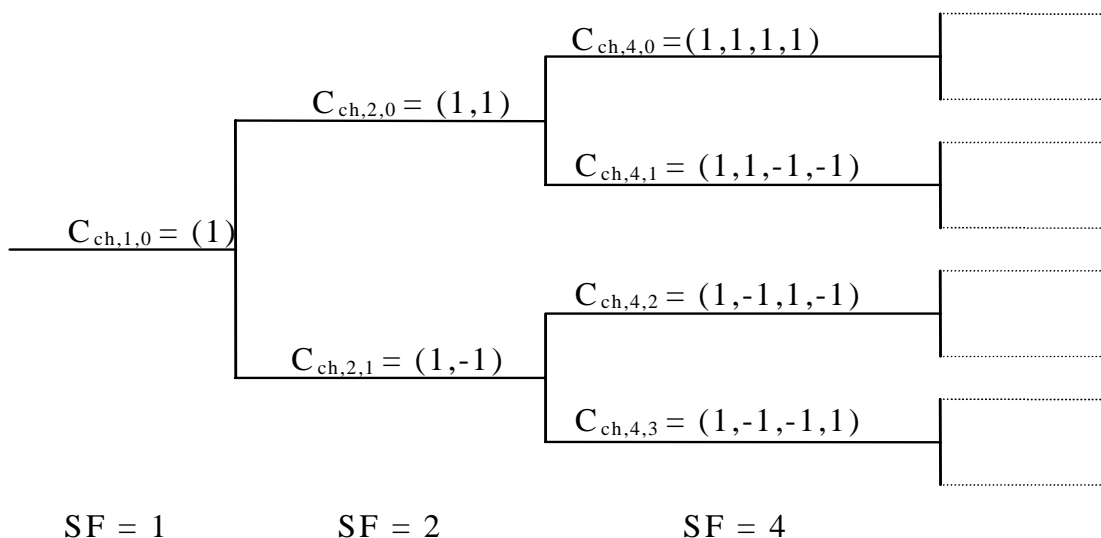 C ch,4,0 =(1,1,1,1)
C ch,2,0 = (1,1)
C ch,4,1 = (1,1,-1,-1)
C ch,1,0 = (1)
C ch,4,2 = (1,-1,1,-1)
C ch,2,1 = (1,-1)
C ch,4,3 = (1,-1,-1,1)
SF = 1 SF = 2 SF = 4